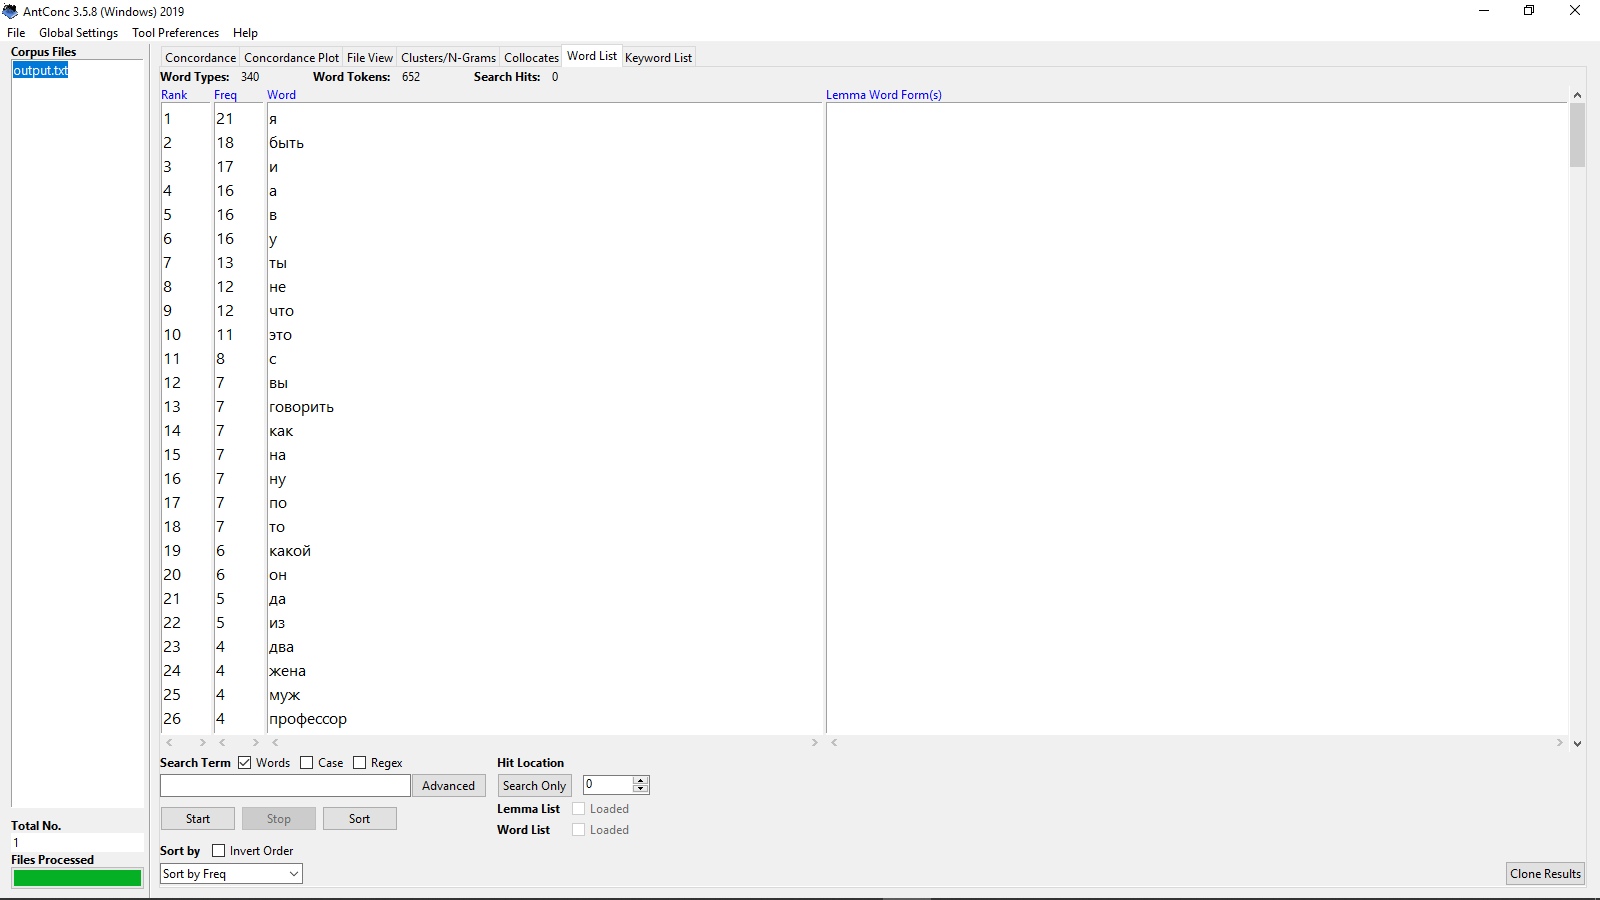 AntConc 3.5.8 (Windows) 2019
File Global Settings Tool Preferences Help
Corpus Files
output.txt
Concordance Concordance Plot File View Clusters/N-Grams Collocates Word List Keyword List
Word Types: 340 Word Tokens: 652 Search Hits: 0
Rank Freq Word Lemma Word Form(s)
1 21 я
2 18 быть
3 17 и
4 16 а
5 16 в
6 16 у
7 13 ты
8 12 не
9 12 что
10 11 это
11 8 с
12 7 вы
13 7 говорить
14 7 как
15 7 на
16 7 ну
17 7 по
18 7 то
19 6 какой
20 6 он
21 5 да
22 5 из
23 4 два
24 4 жена
25 4 муж
26 4 профессор
Search Term Words Case Regex Hit Location
Advanced Search Only 0
Lemma List Loaded
Start Stop Sort
Word List Loaded
Total No.
1
Files Processed
Sort by Invert Order
Sort by Freq
Clone Results